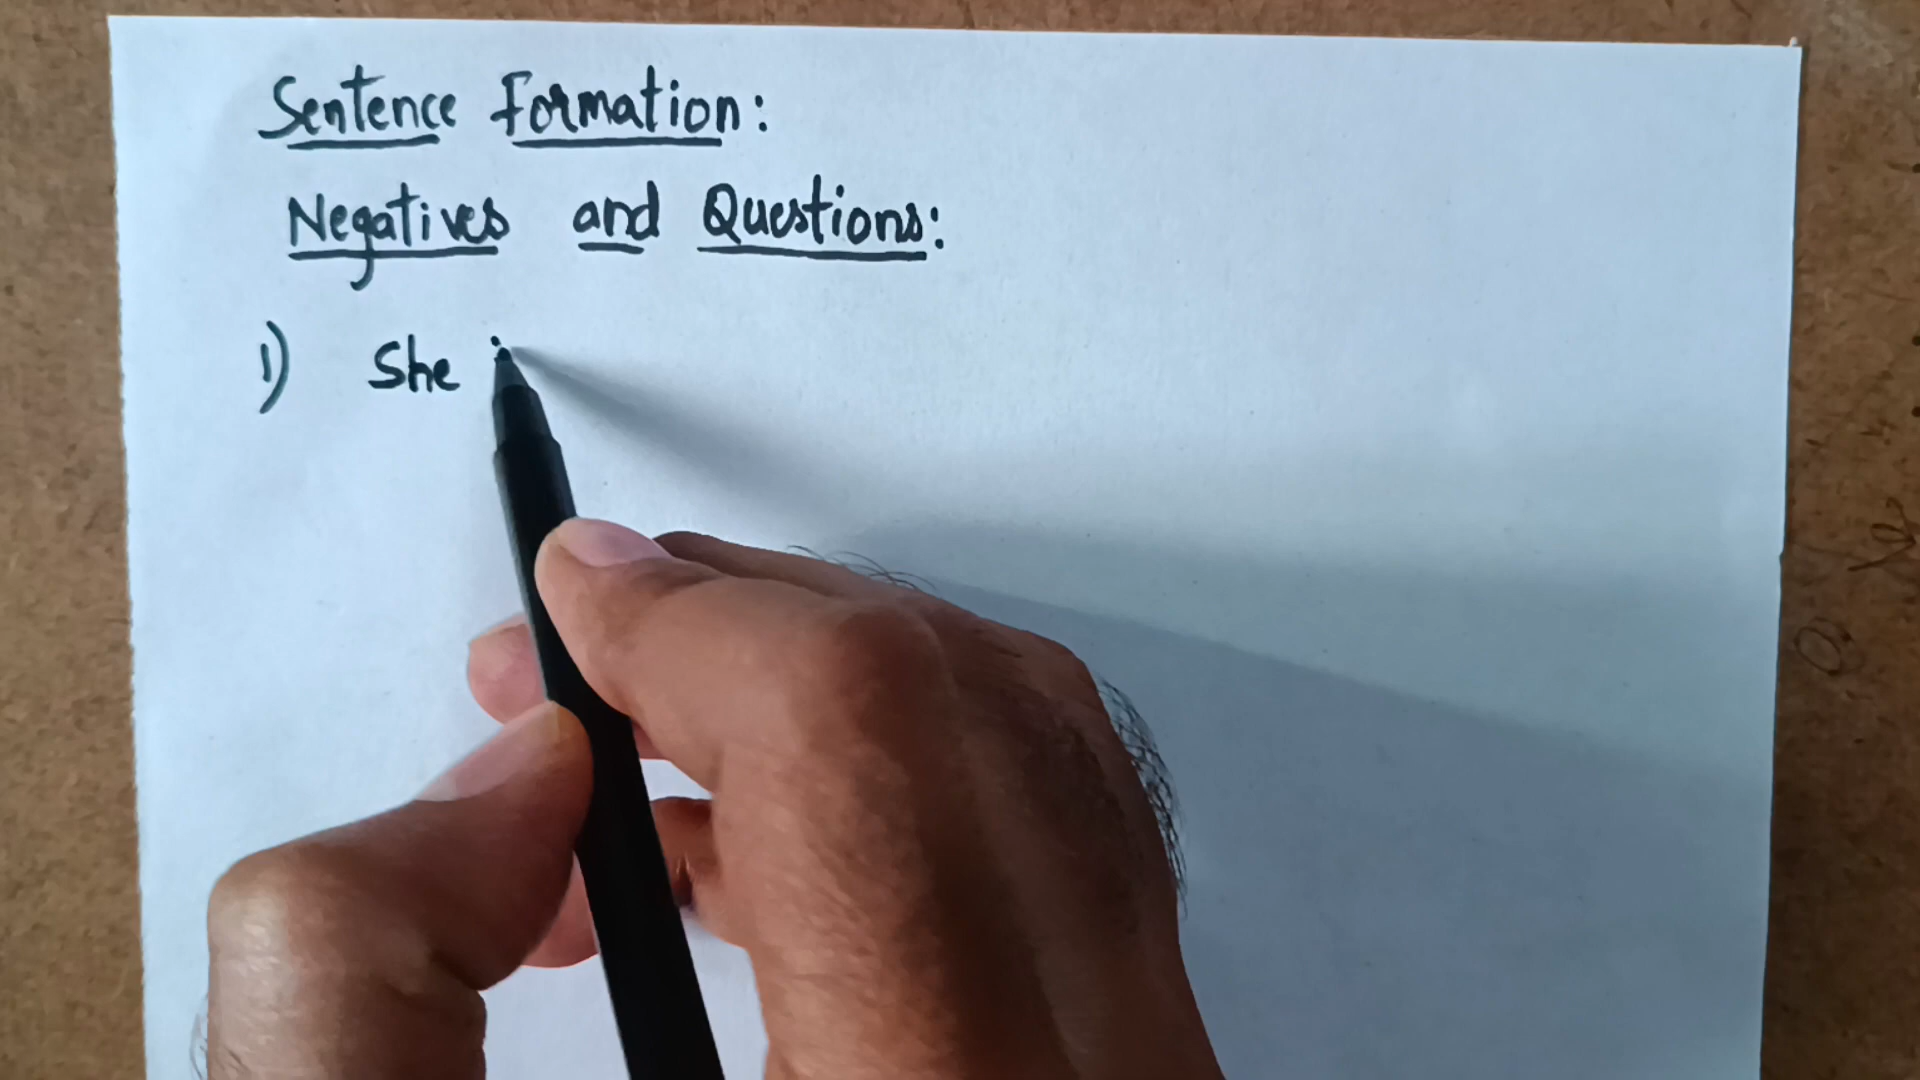 Sentence Formation:
Negatives and Questions:
1) She